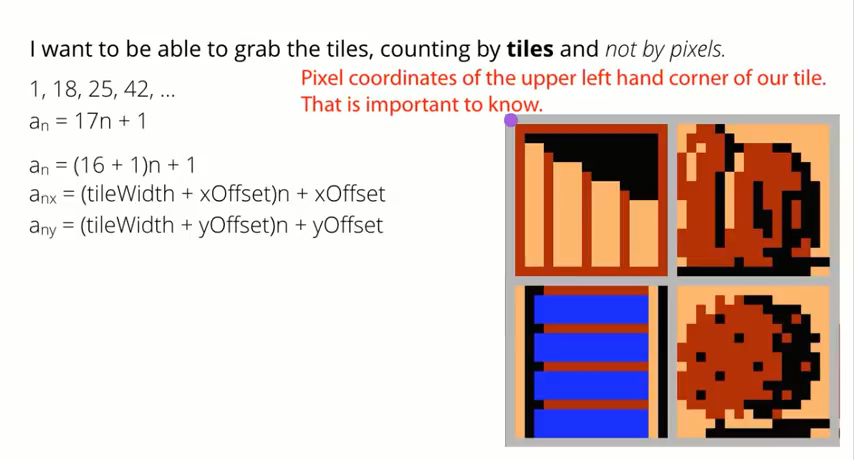 I want to be able to grab the tiles, counting by tiles and not by pixels.
1, 18, 25, 42, ...
Pixel coordinates of the upper left hand corner of our tile.
That is important to know.
aₙ = 17n + 1
aₙ = (16 + 1)n + 1
aₙₓ = (tileWidth + xOffset)n + xOffset
any = (tileWidth + yOffset)n + yOffset